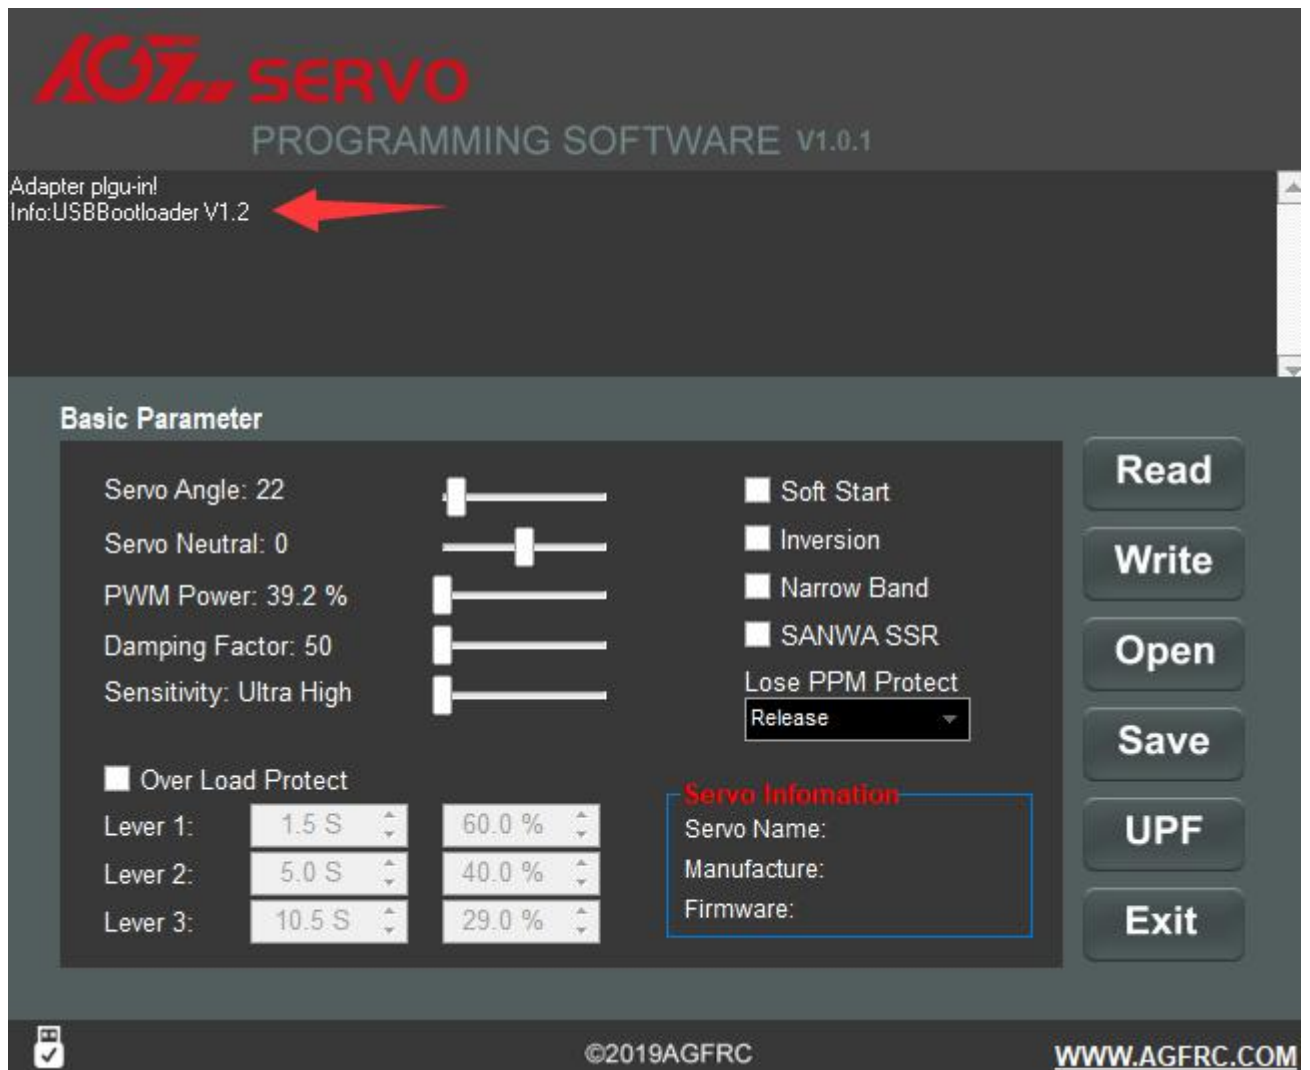 AGF SERVO
PROGRAMMING SOFTWARE V1.0.1
Adapter plgu-in!
Info:USBBootloader V1.2
Basic Parameter
Servo Angle: 22
Servo Neutral: 0
PWM Power: 39.2 %
Damping Factor: 50
Sensitivity: Ultra High
Soft Start
Inversion
Narrow Band
SANWA SSR
Lose PPM Protect
Release
Over Load Protect
Lever 1: 1.5 S 60.0 %
Lever 2: 5.0 S 40.0 %
Lever 3: 10.5 S 29.0 %
Servo Infomation
Servo Name:
Manufacture:
Firmware:
Read
Write
Open
Save
UPF
Exit
©2019AGFRC
WWW.AGFRC.COM